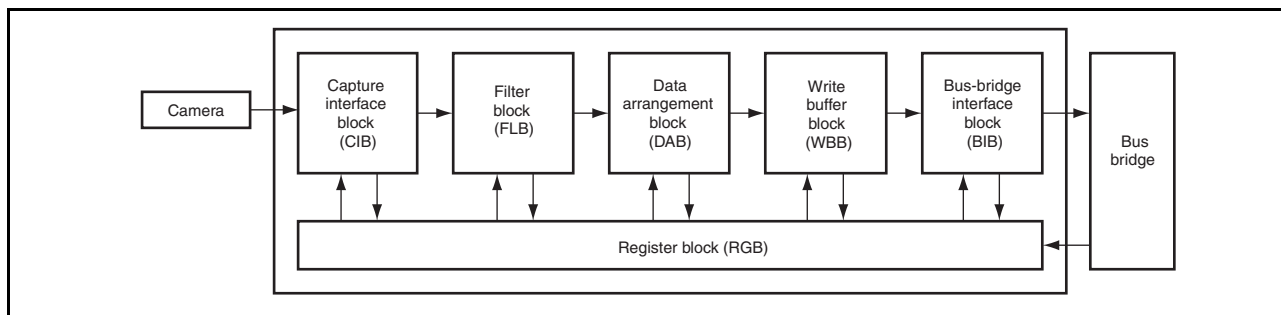 Camera
Capture
interface
block
(CIB)
Filter
block
(FLB)
Data
arrangement
block
(DAB)
Write
buffer
block
(WBB)
Bus-bridge
interface
block
(BIB)
Bus
bridge
Register block (RGB)